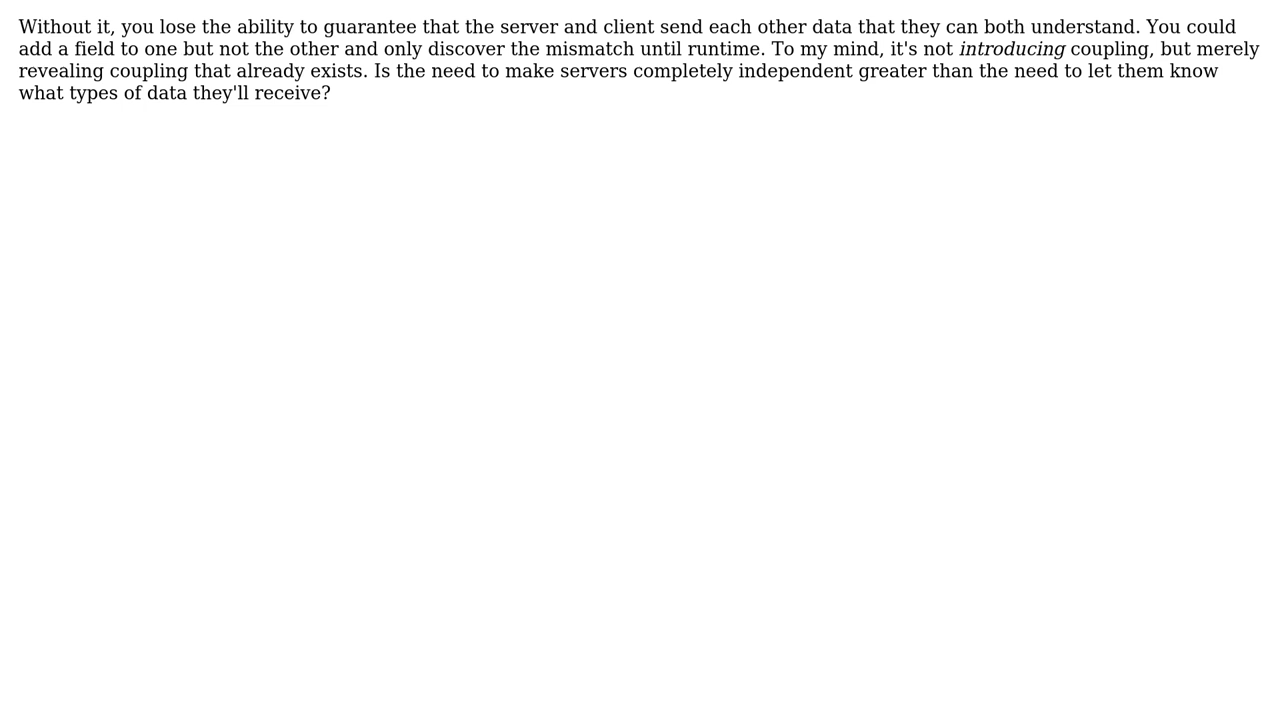 Without it, you lose the ability to guarantee that the server and client send each other data that they can both understand. You could
add a field to one but not the other and only discover the mismatch until runtime. To my mind, it's not introducing coupling, but merely
revealing coupling that already exists. Is the need to make servers completely independent greater than the need to let them know
what types of data they'll receive?